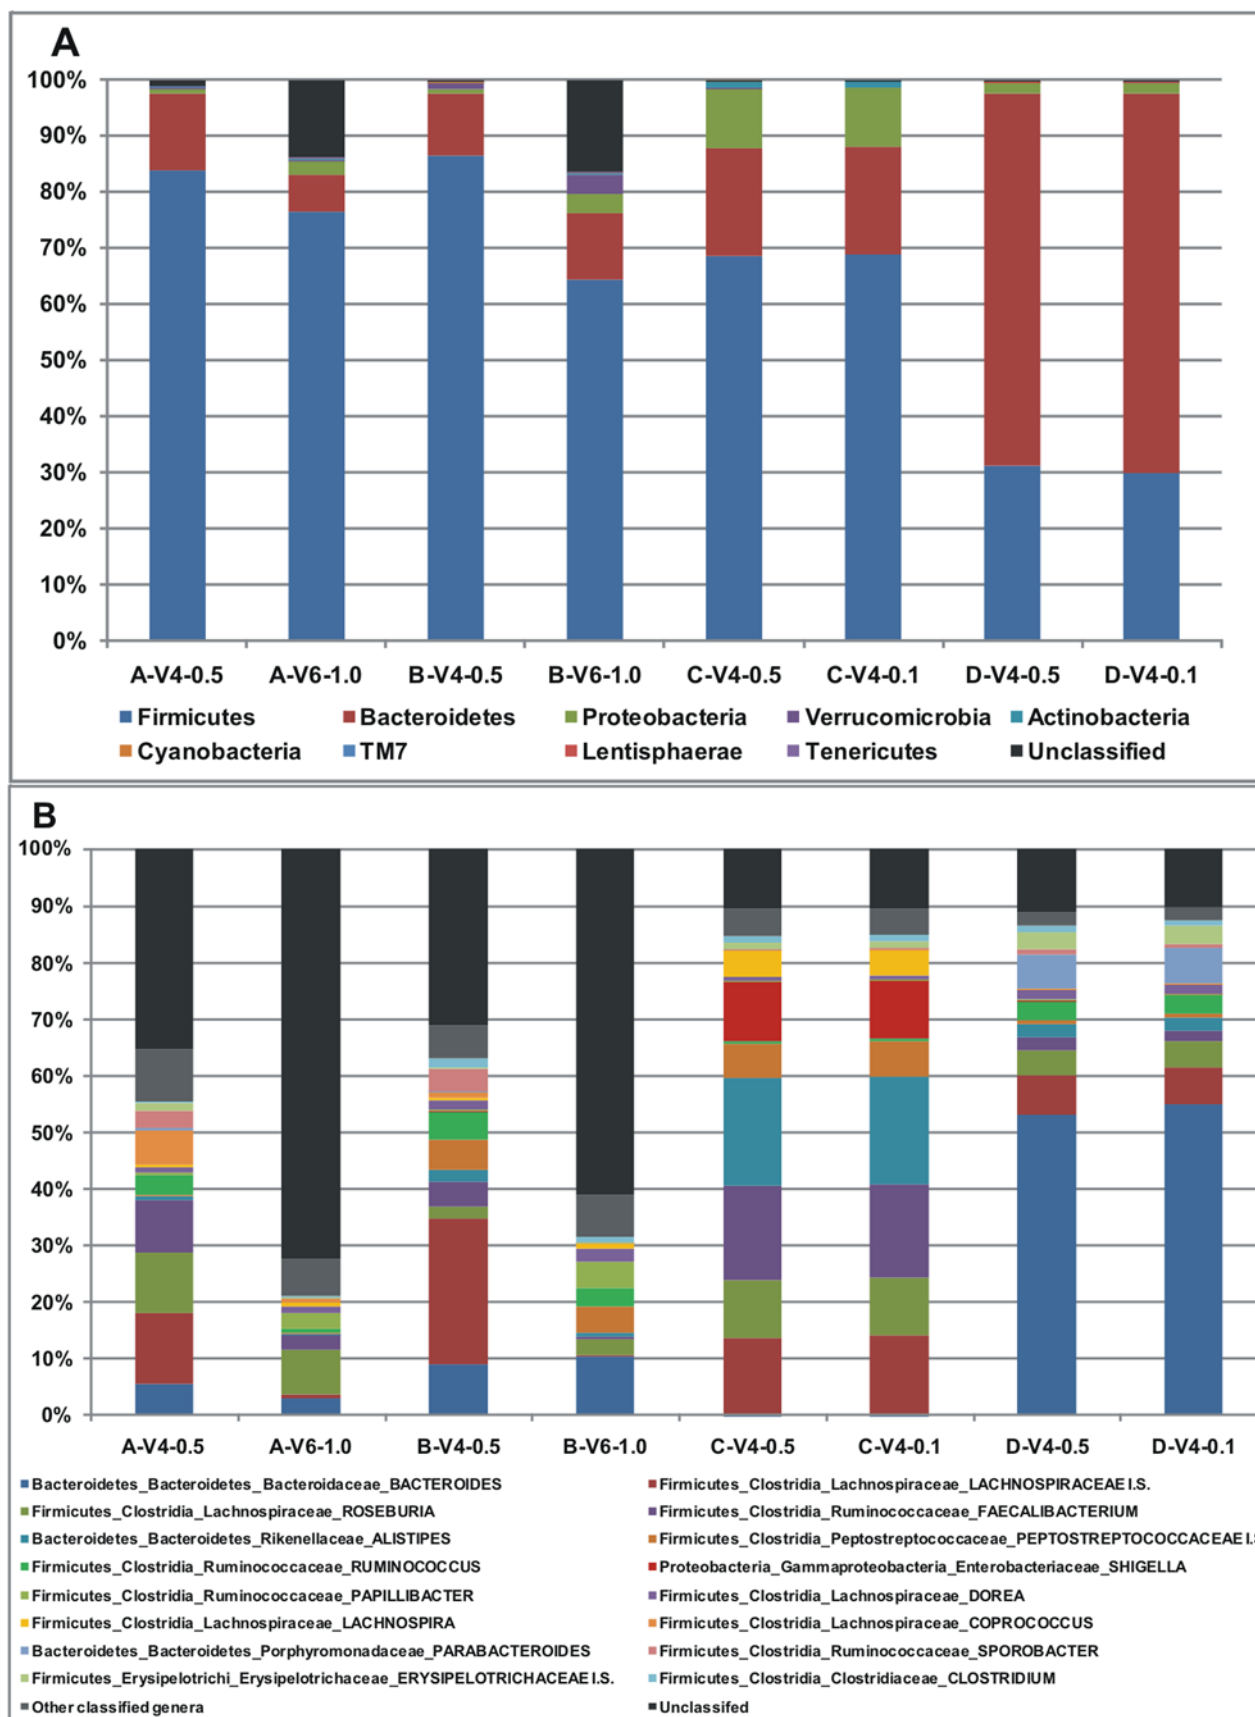 A
100%
90%
80%
70%
60%
50%
40%
30%
20%
10%
0%
A-V4-0.5 A-V6-1.0 B-V4-0.5 B-V6-1.0 C-V4-0.5 C-V4-0.1 D-V4-0.5 D-V4-0.1
Firmicutes Bacteroidetes Proteobacteria Verrucomicrobia Actinobacteria
Cyanobacteria TM7 Lentisphaerae Tenericutes Unclassified
B
100%
90%
80%
70%
60%
50%
40%
30%
20%
10%
0%
A-V4-0.5 A-V6-1.0 B-V4-0.5 B-V6-1.0 C-V4-0.5 C-V4-0.1 D-V4-0.5 D-V4-0.1
Bacteroidetes_Bacteroidetes_Bacteroidaceae_BACTEROIDES Firmicutes_Clostridia_Lachnospiraceae_LACHNOSPIRACEAE I.S.
Firmicutes_Clostridia_Lachnospiraceae_ROSEBURIA Firmicutes_Clostridia_Ruminococcaceae_FAECALIBACTERIUM
Bacteroidetes_Bacteroidetes_Rikenellaceae_ALISTIPES Firmicutes_Clostridia_Peptostreptococcaceae_PEPTOSTREPTOCOCCACEAE I.S
Firmicutes_Clostridia_Ruminococcaceae_RUMINOCOCCUS Proteobacteria_Gammaproteobacteria_Enterobacteriaceae_SHIGELLA
Firmicutes_Clostridia_Ruminococcaceae_PAPILLIBACTER Firmicutes_Clostridia_Lachnospiraceae_DOREA
Firmicutes_Clostridia_Lachnospiraceae_LACHNOSPIRA Firmicutes_Clostridia_Lachnospiraceae_COPROCOCCUS
Bacteroidetes_Bacteroidetes_Porphyromonadaceae_PARABACTEROIDES Firmicutes_Clostridia_Ruminococcaceae_SPOROBACTER
Firmicutes_Erysipelotrichi_Erysipelotrichaceae_ERYSIPELOTRICHACEAE I.S. Firmicutes_Clostridia_Clostridiaceae_CLOSTRIDIUM
Other classified genera Unclassifed